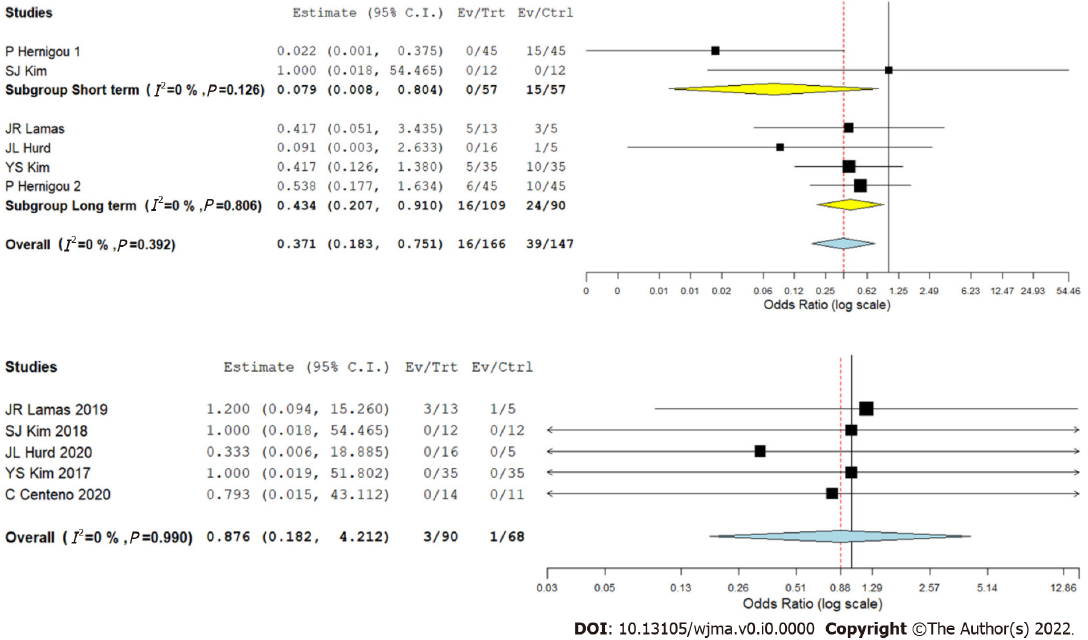 Studies Estimate (95% C.I.) Ev/Trt Ev/Ctrl
P Hernigou 1 0.022 (0.001, 0.375) 0/45 15/45
SJ Kim 1.000 (0.018, 54.465) 0/12 0/12
Subgroup Short term ( I²=0 % ,P=0.126) 0.079 (0.008, 0.804) 0/57 15/57
JR Lamas 0.417 (0.051, 3.435) 5/13 3/5
JL Hurd 0.091 (0.003, 2.633) 0/16 1/5
YS Kim 0.417 (0.126, 1.380) 5/35 10/35
P Hernigou 2 0.538 (0.177, 1.634) 6/45 10/45
Subgroup Long term (I²=0 % ,P=0.806) 0.434 (0.207, 0.910) 16/109 24/90
Overall (I²=0 % ,P=0.392) 0.371 (0.183, 0.751) 16/166 39/147
0 0 0.01 0.01 0.02 0.06 0.12 0.25 0.62 1.25 2.49 6.23 12.47 24.93 54.46
Odds Ratio (log scale)
Studies Estimate (95% C.I.) Ev/Trt Ev/Ctrl
JR Lamas 2019 1.200 (0.094, 15.260) 3/13 1/5
SJ Kim 2018 1.000 (0.018, 54.465) 0/12 0/12
JL Hurd 2020 0.333 (0.006, 18.885) 0/16 0/5
YS Kim 2017 1.000 (0.019, 51.802) 0/35 0/35
C Centeno 2020 0.793 (0.015, 43.112) 0/14 0/11
Overall ( I²=0 % ,P=0.990) 0.876 (0.182, 4.212) 3/90 1/68
0.03 0.05 0.13 0.26 0.51 0.88 1.29 2.57 5.14 12.86
Odds Ratio (log scale)
DOI: 10.13105/wjma.v0.i0.0000 Copyright ©The Author(s) 2022.